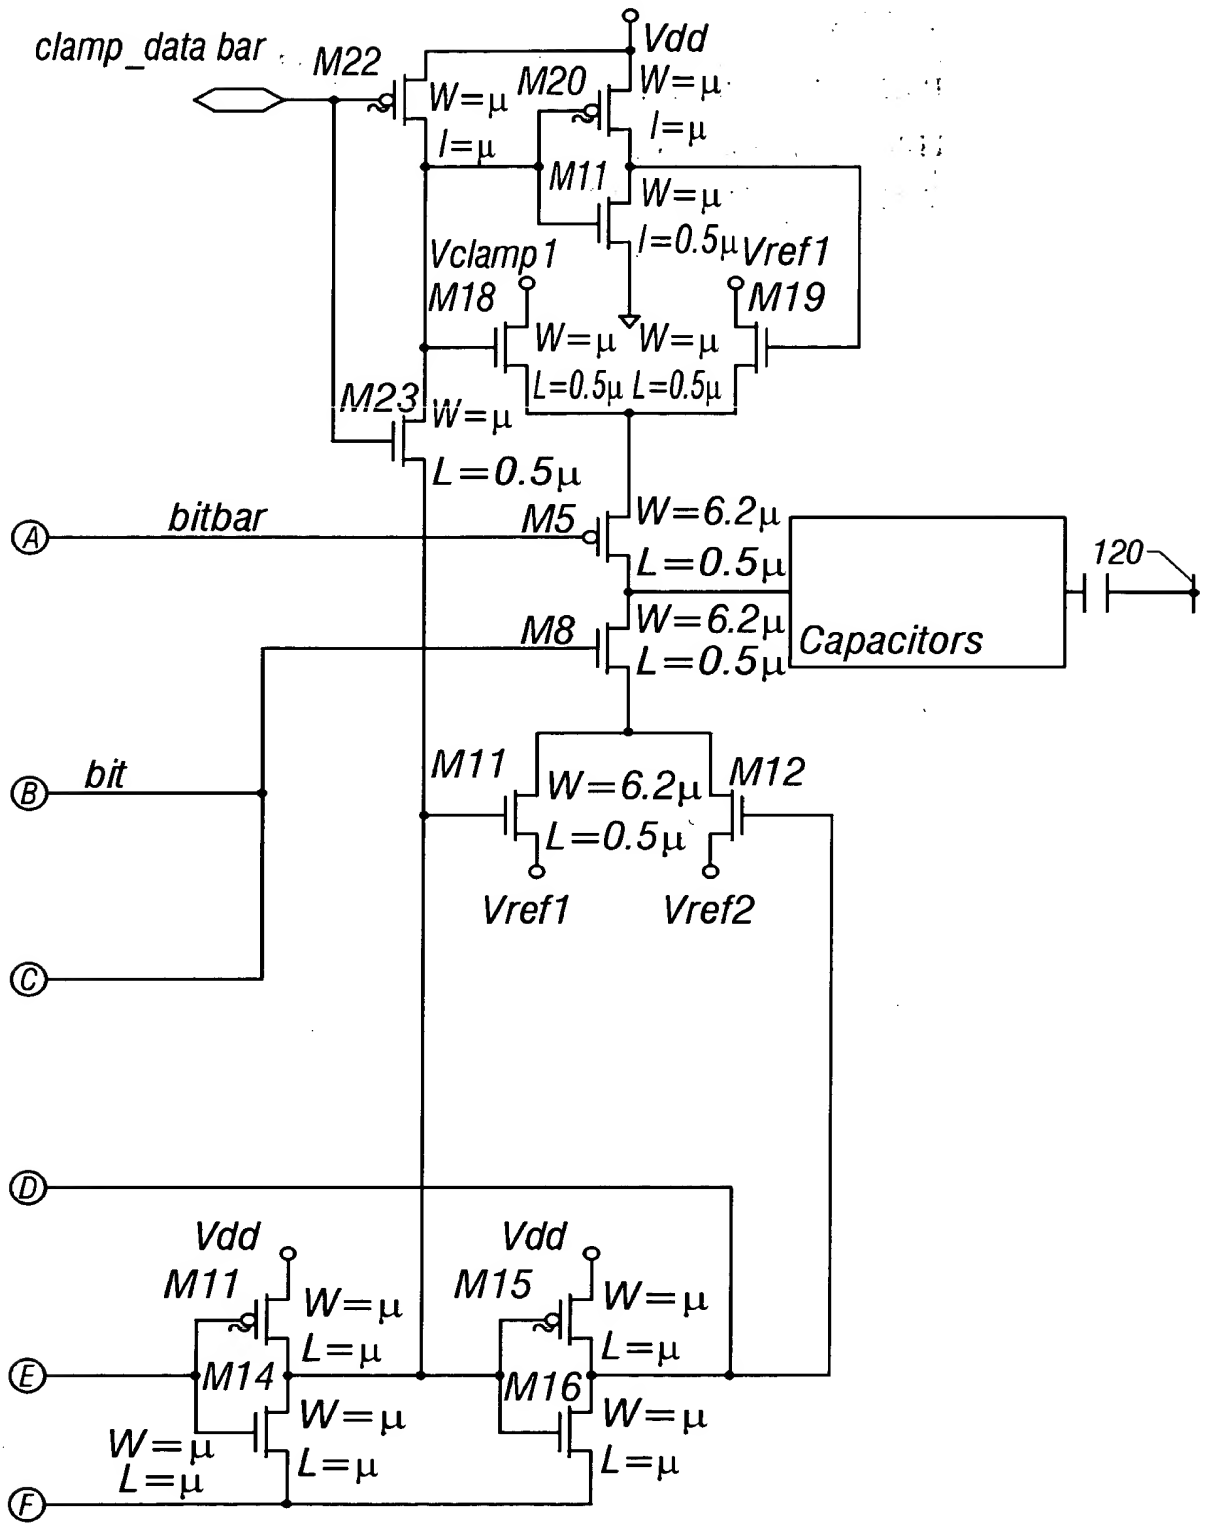 Vdd
clamp_data bar
M22
M20
W=μ
W=μ
l=μ
l=μ
M11
W=μ
l=0.5μ
Vclamp1
Vref1
M18
M19
W=μ
W=μ
L=0.5μ
L=0.5μ
M23
W=μ
L=0.5μ
A
bitbar
M5
W=6.2μ
L=0.5μ
120
M8
W=6.2μ
L=0.5μ
Capacitors
B
bit
M11
W=6.2μ
L=0.5μ
M12
Vref1
Vref2
C
D
Vdd
Vdd
M11
W=μ
L=μ
M15
W=μ
L=μ
E
M14
M16
W=μ
L=μ
W=μ
L=μ
W=μ
L=μ
F